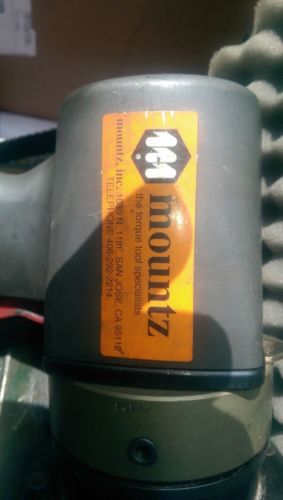 mountz
the torque tool specialists
mountz, inc. 1080 N. 11th, SAN JOSE, CA 95112
TELEPHONE 408-292-2214